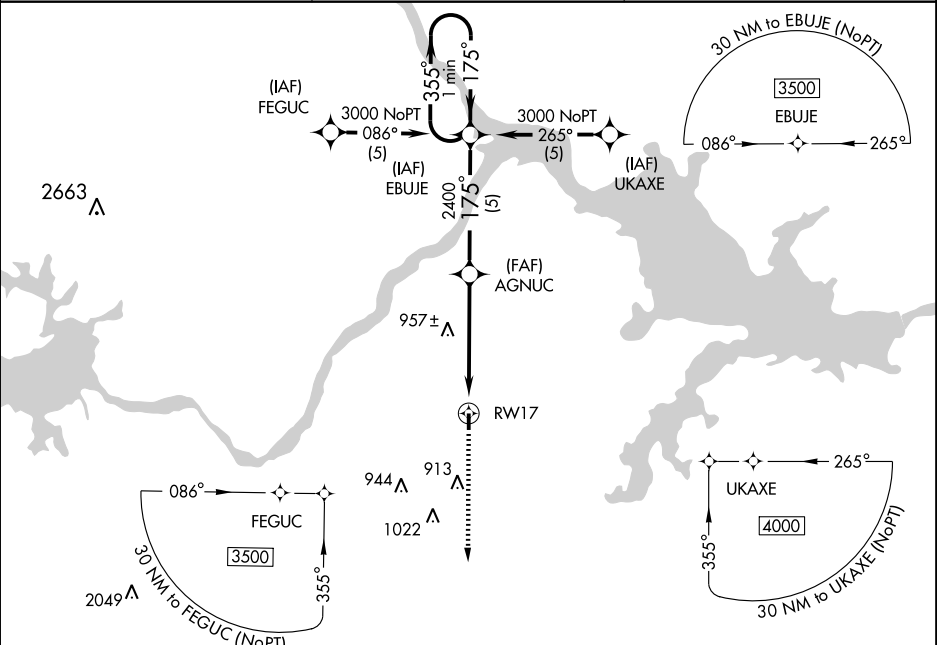 30 NM to EBUJE (NoPT)
3500
EBUJE
086°
265°
355°
1 min
175°
(IAF)
FEGUC
3000 NoPT
086°
(5)
3000 NoPT
265°
(5)
(IAF)
EBUJE
(IAF)
UKAXE
2663
2400
175°
(5)
(FAF)
AGNUC
957±
RW17
944
913
1022
086°
FEGUC
3500
355°
30 NM to FEGUC (NoPT)
2049
265°
UKAXE
4000
355°
30 NM to UKAXE (NoPT)